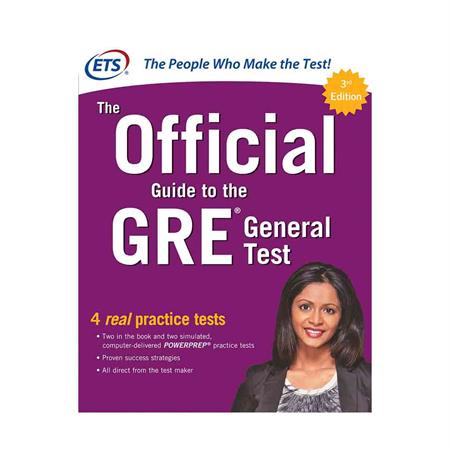 ETS®
The People Who Make the Test!
3rd
Edition
The
Official
Guide to the
GRE® General
Test
4 real practice tests
• Two in the book and two simulated,
computer-delivered POWERPREP® practice tests
• Proven success strategies
• All direct from the test maker